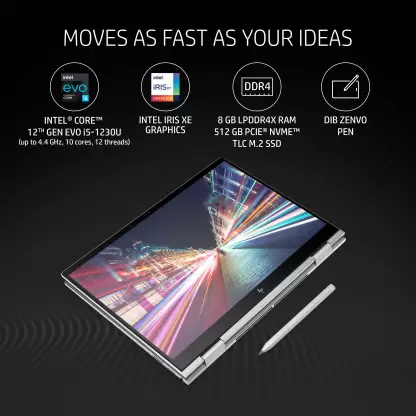 MOVES AS FAST AS YOUR IDEAS
intel
evo
i5
intel
iRIS xe
GRAPHICS
DDR4
INTEL® CORE™
12TH GEN EVO i5-1230U
(up to 4.4 GHz, 10 cores, 12 threads)
INTEL IRIS XE
GRAPHICS
8 GB LPDDR4X RAM
512 GB PCIE® NVME™
TLC M.2 SSD
DIB ZENVO
PEN
hp